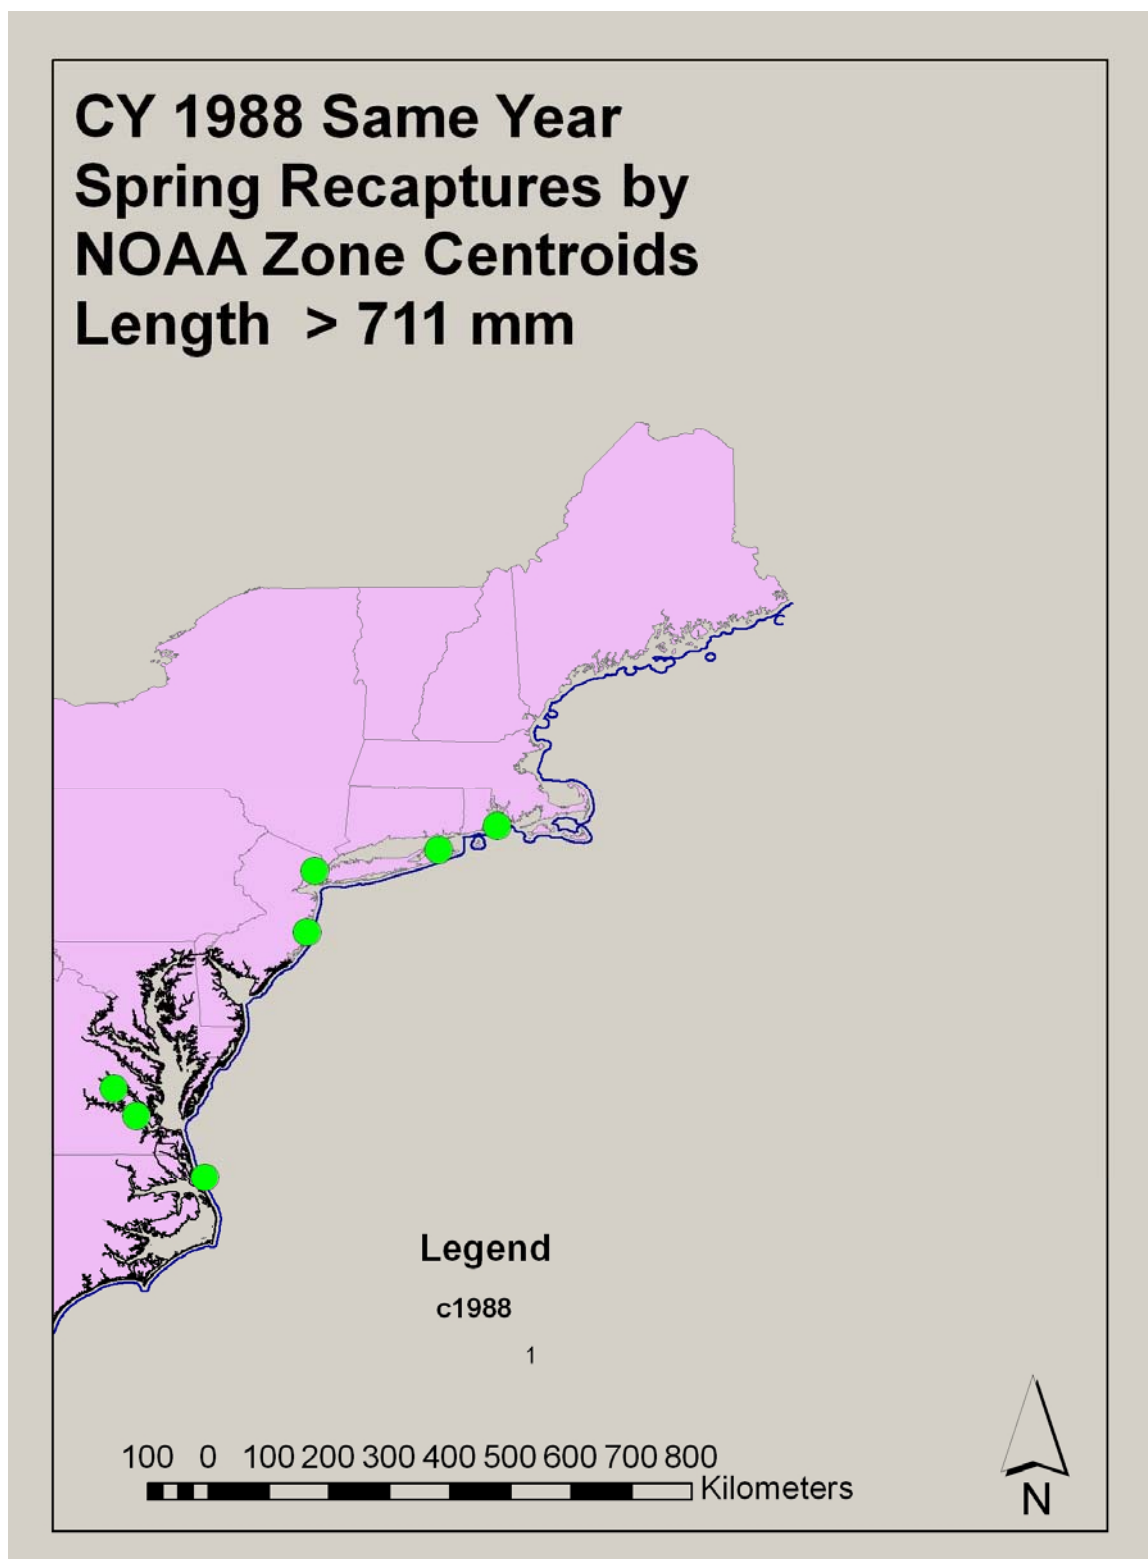 CY 1988 Same Year
Spring Recaptures by
NOAA Zone Centroids
Length > 711 mm
Legend
c1988
1
100 0 100 200 300 400 500 600 700 800
Kilometers
N